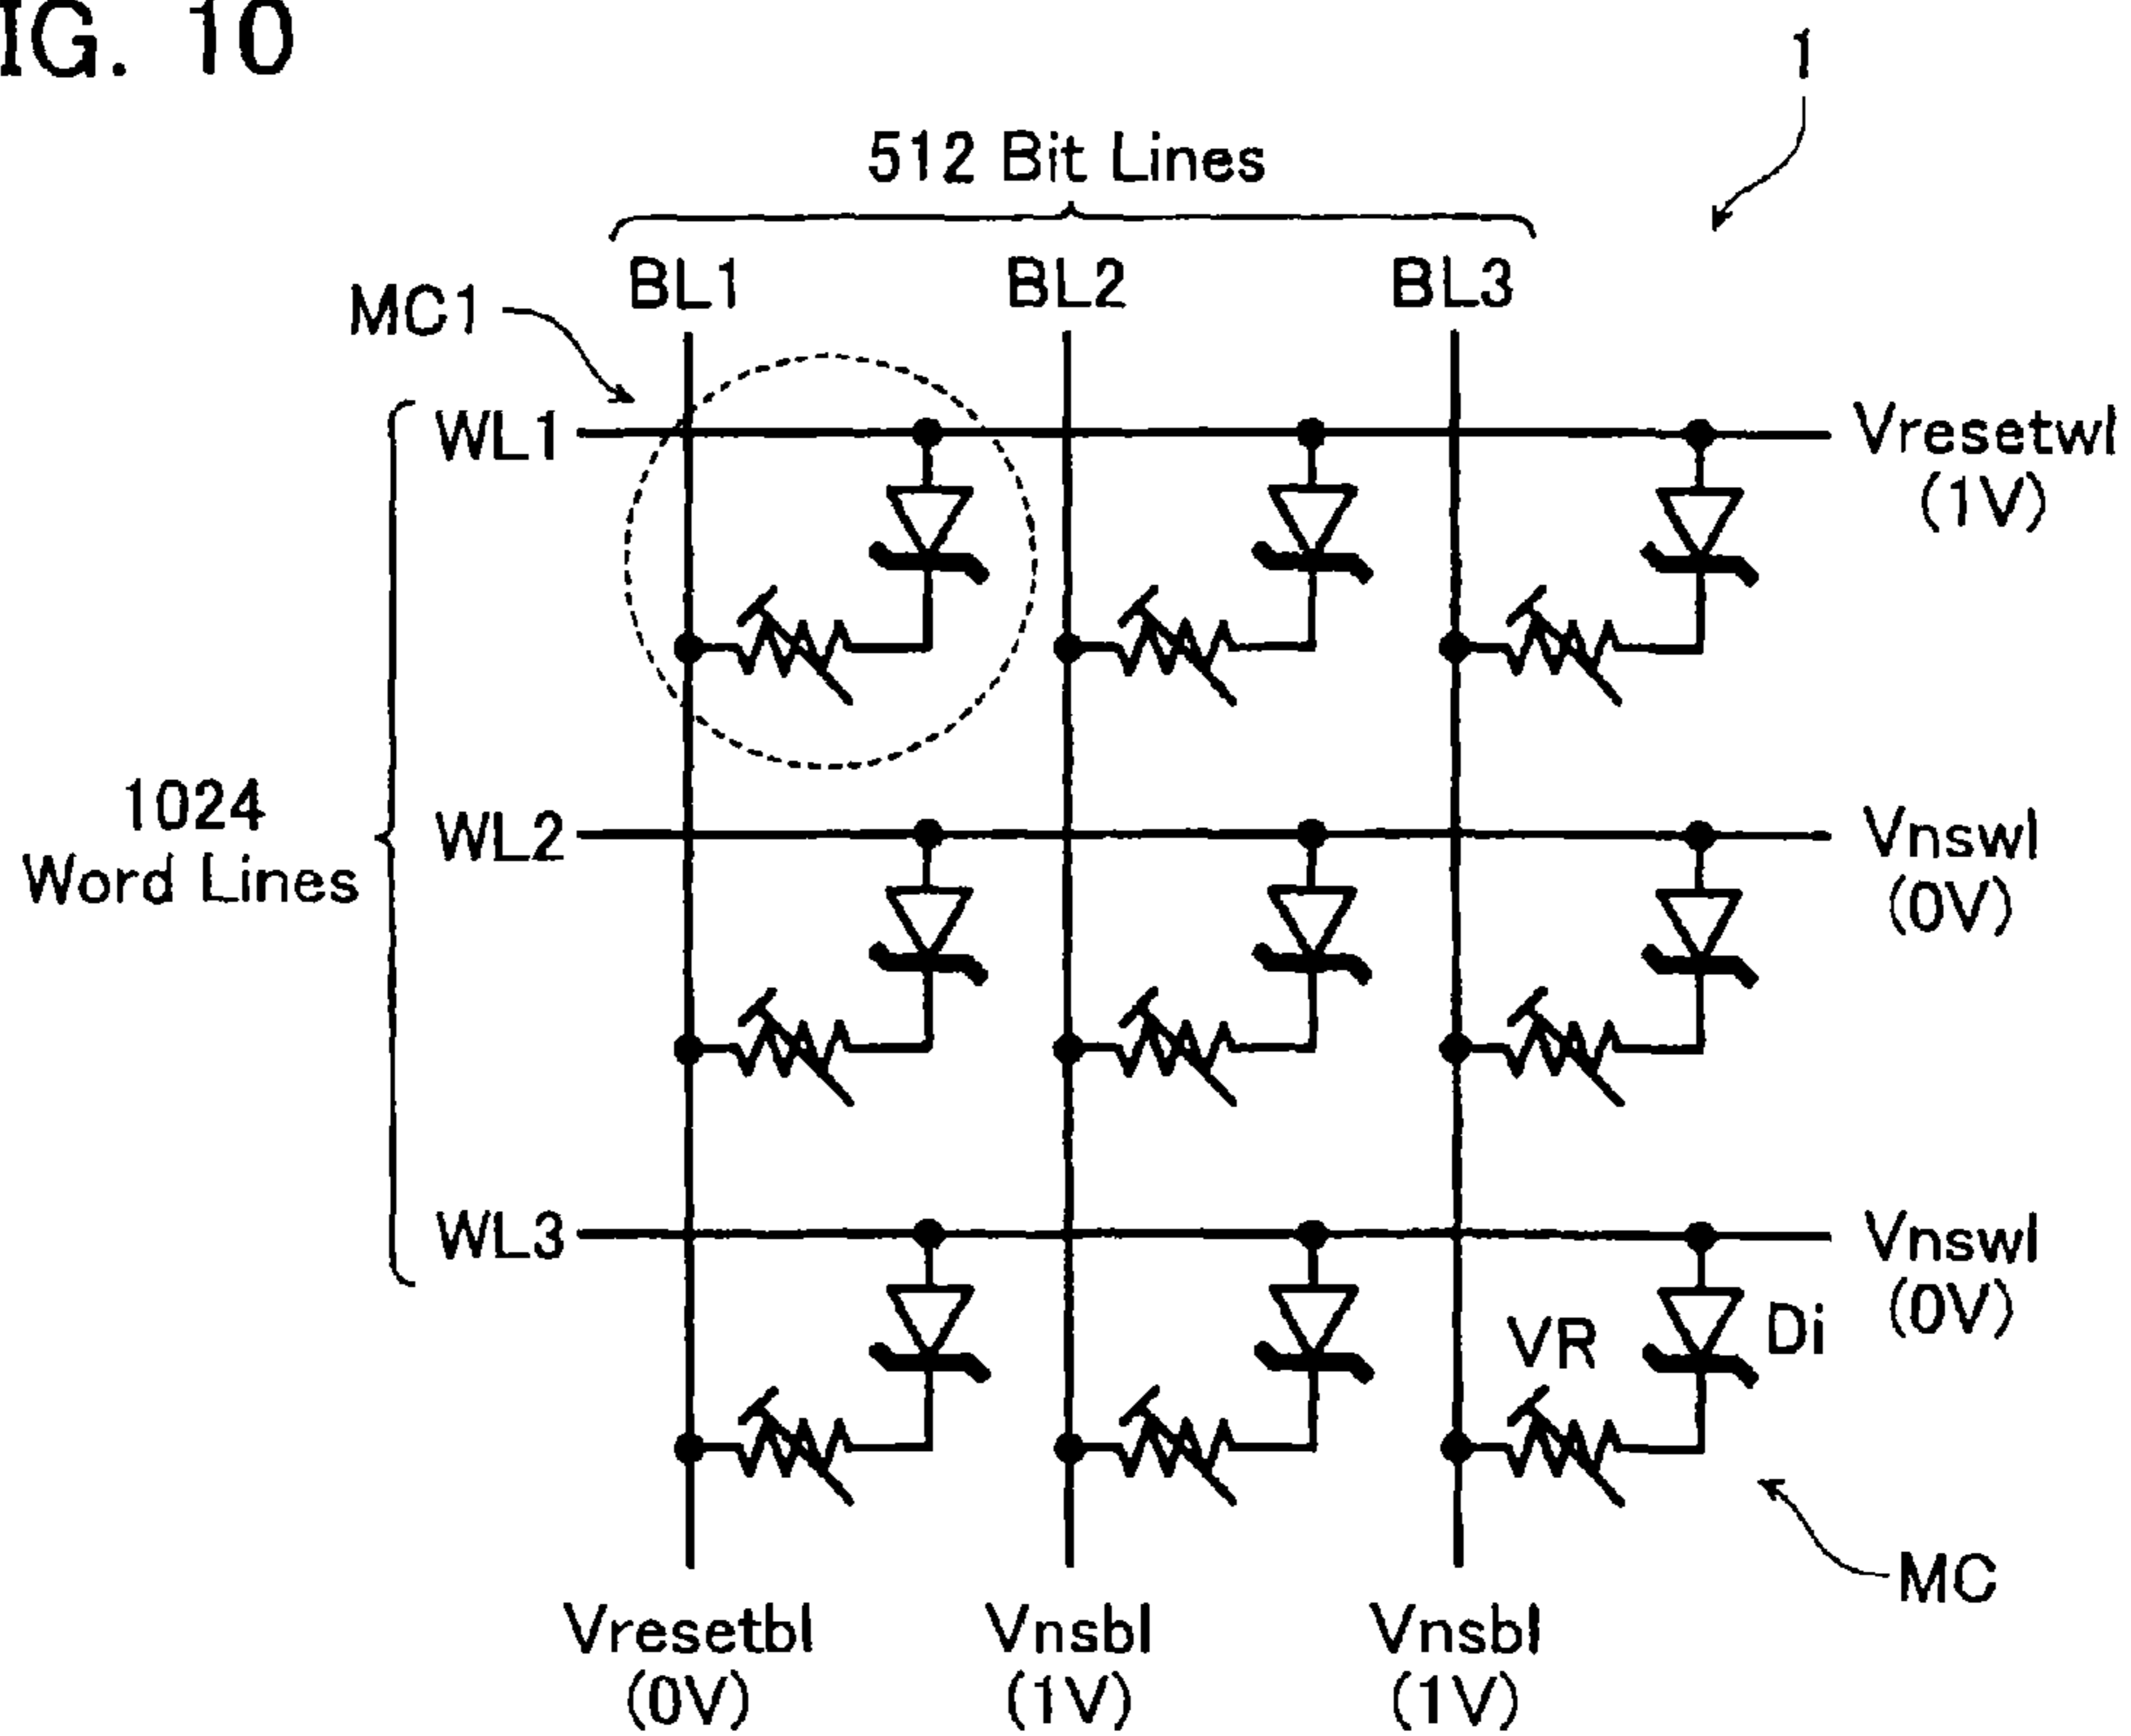 IG. 10
1
512 Bit Lines
BL1 BL2 BL3
MC1
WL1
Vresetwl
(1V)
1024
Word Lines
WL2
Vnswl
(0V)
WL3
Vnswl
(0V)
VR
Di
MC
Vresetbl Vnsbl Vnsbl
(0V) (1V) (1V)